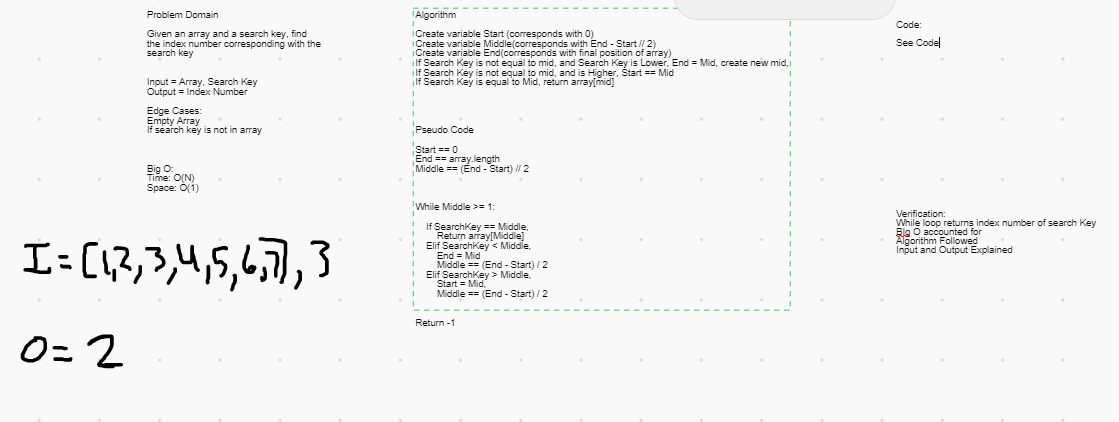 Problem Domain
Given an array and a search key, find
the index number corresponding with the
search key
Input = Array, Search Key
Output = Index Number
Edge Cases:
Empty Array
If search key is not in array
Big O:
Time: O(N)
Space: O(1)
I = [1,2,3,4,5,6,7], 3
O = 2
Algorithm
Create variable Start (corresponds with 0)
Create variable Middle(corresponds with End - Start // 2)
Create variable End(corresponds with final position of array)
If Search Key is not equal to mid, and Search Key is Lower, End = Mid, create new mid,
If Search Key is not equal to mid, and is Higher, Start == Mid
If Search Key is equal to Mid, return array[mid]
Pseudo Code
Start == 0
End == array.length
Middle == (End - Start) // 2
While Middle >= 1:
If SearchKey == Middle,
Return array[Middle]
Elif SearchKey < Middle,
End = Mid
Middle == (End - Start) / 2
Elif SearchKey > Middle,
Start = Mid,
Middle == (End - Start) / 2
Return -1
Code:
See Code
Verification:
While loop returns index number of search Key
BIg O accounted for
Algorithm Followed
Input and Output Explained